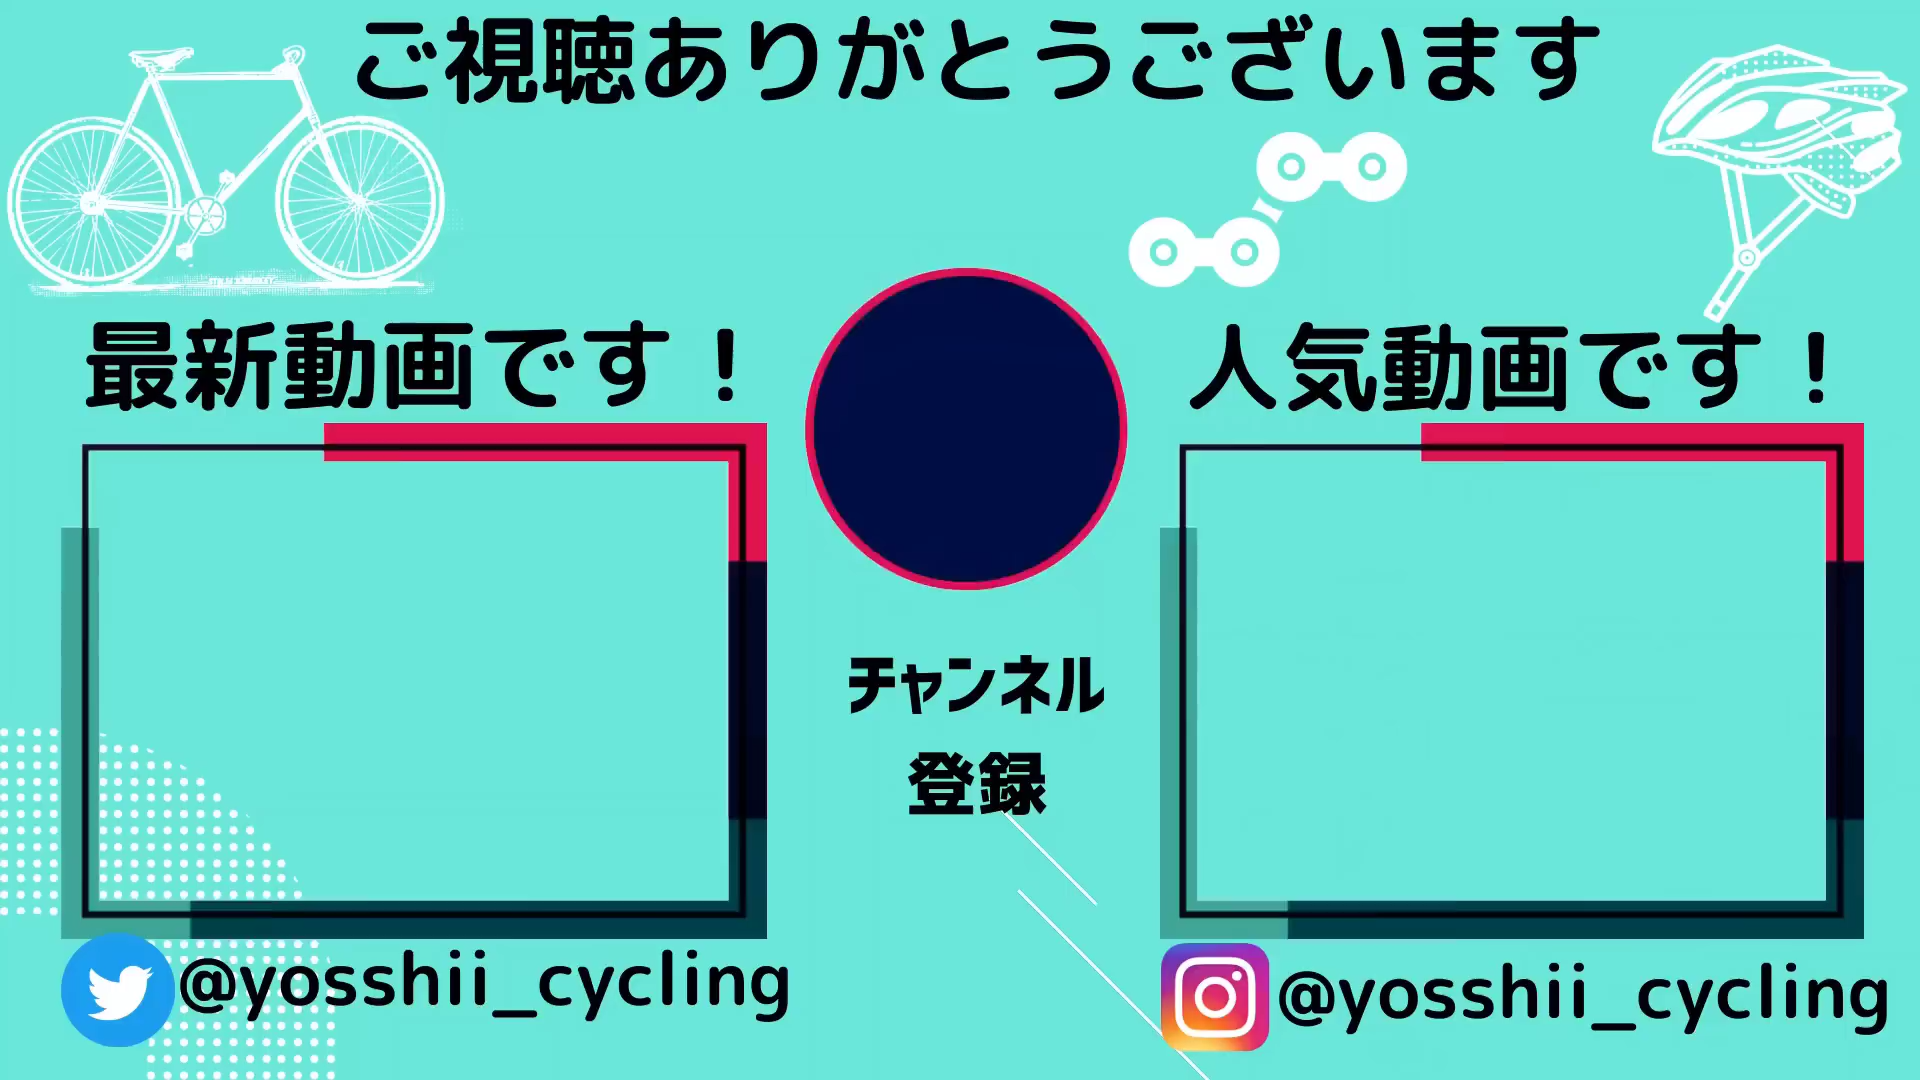 ご視聴ありがとうございます
最新動画です！
人気動画です！
チャンネル
登録
@yosshii_cycling
@yosshii_cycling